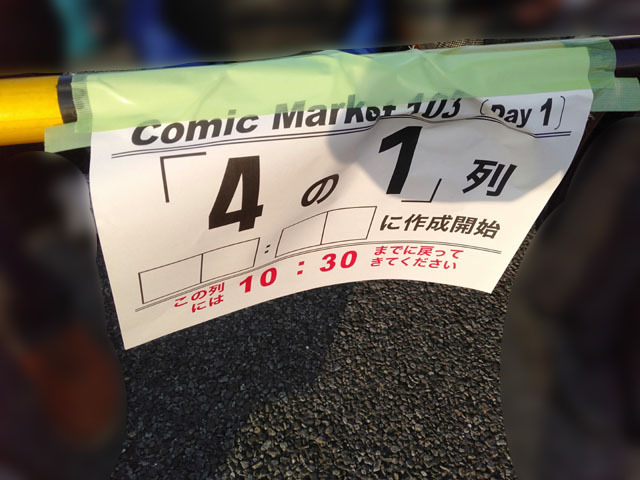 Comic Market 103〔Day 1〕
「4の1」列
:に作成開始
この列には 10:30 までに戻ってきてください